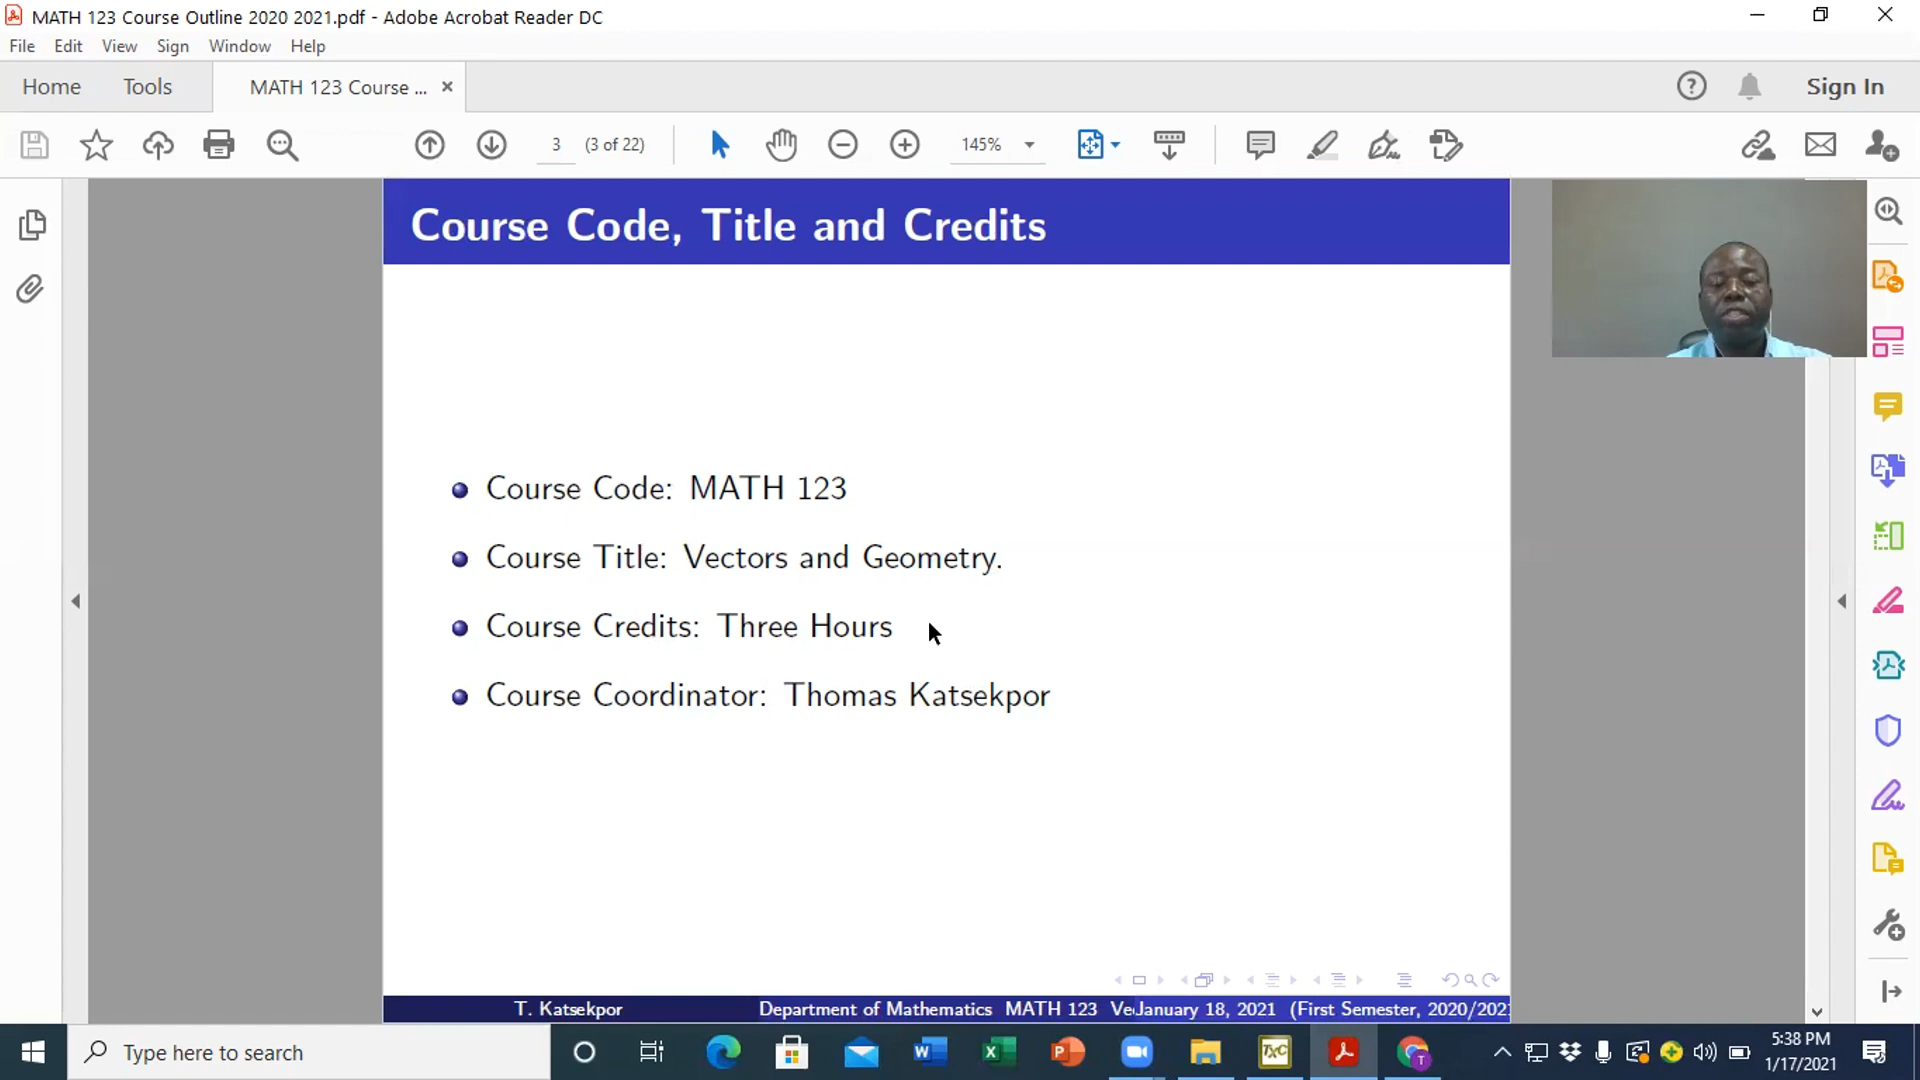 MATH 123 Course Outline 2020 2021.pdf - Adobe Acrobat Reader DC
File Edit View Sign Window Help
Home Tools MATH 123 Course ... Sign In
3 (3 of 22) 145%
Course Code, Title and Credits
Course Code: MATH 123
Course Title: Vectors and Geometry.
Course Credits: Three Hours
Course Coordinator: Thomas Katsekpor
T. Katsekpor Department of Mathematics MATH 123 Ve January 18, 2021 (First Semester, 2020/202
Type here to search
5:38 PM
1/17/2021